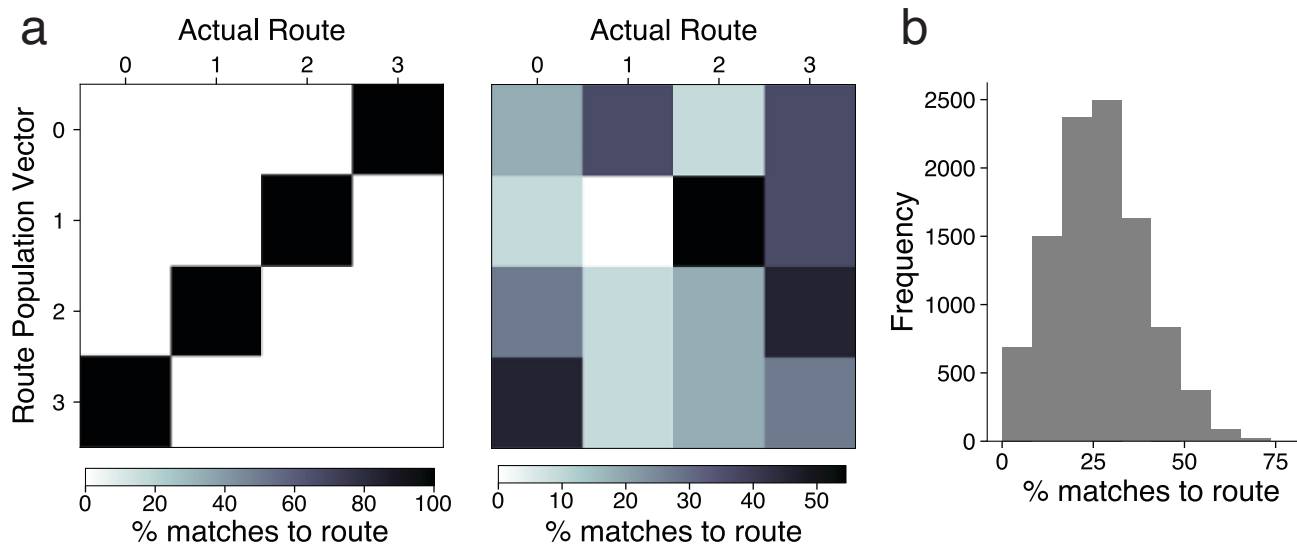 a
Actual Route
0 1 2 3
Route Population Vector
0
1
2
3
0 20 40 60 80 100
% matches to route
Actual Route
0 1 2 3
0 10 20 30 40 50
% matches to route
b
Frequency
2500
2000
1500
1000
500
0
0 25 50 75
% matches to route